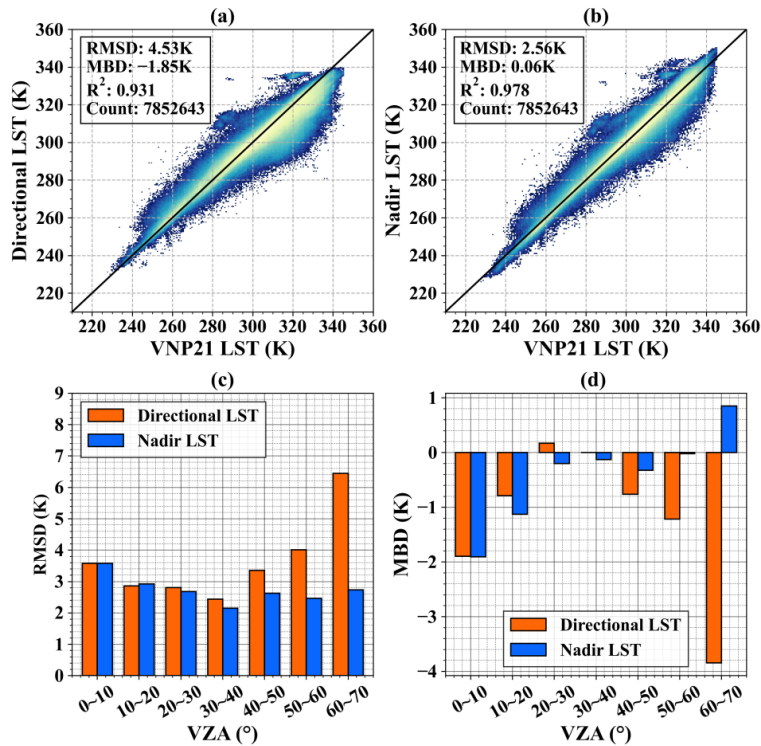 (a)
RMSD: 4.53K
MBD: −1.85K
R²: 0.931
Count: 7852643
Directional LST (K)
360
340
320
300
280
260
240
220
220 240 260 280 300 320 340 360
VNP21 LST (K)
(b)
RMSD: 2.56K
MBD: 0.06K
R²: 0.978
Count: 7852643
Nadir LST (K)
360
340
320
300
280
260
240
220
220 240 260 280 300 320 340 360
VNP21 LST (K)
(c)
Directional LST
Nadir LST
RMSD (K)
9
8
7
6
5
4
3
2
1
0
0~10 10~20 20~30 30~40 40~50 50~60 60~70
VZA (°)
(d)
MBD (K)
1
0
−1
−2
−3
−4
Directional LST
Nadir LST
0~10 10~20 20~30 30~40 40~50 50~60 60~70
VZA (°)